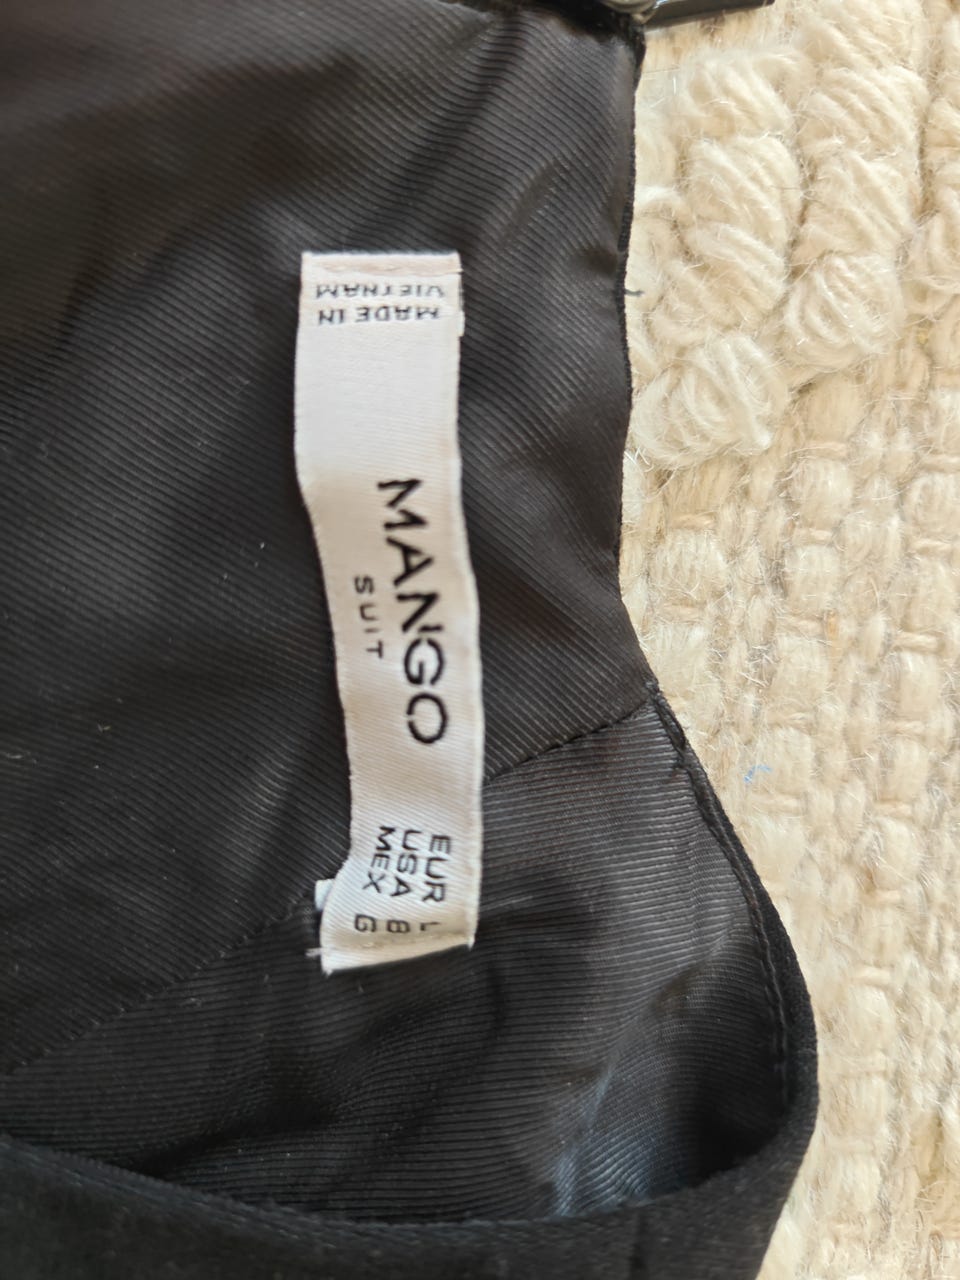 MADE IN
VIETNAM
MANGO
SUIT
EUR L
USA 8
MEX G